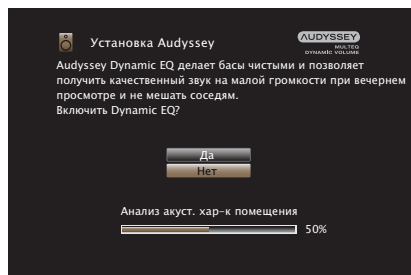 Установка Audyssey
AUDYSSEY
MULTEQ
DYNAMIC VOLUME
Audyssey Dynamic EQ делает басы чистыми и позволяет
получить качественный звук на малой громкости при вечернем
просмотре и не мешать соседям.
Включить Dynamic EQ?
Да
Нет
Анализ акуст. хар-к помещения
50%